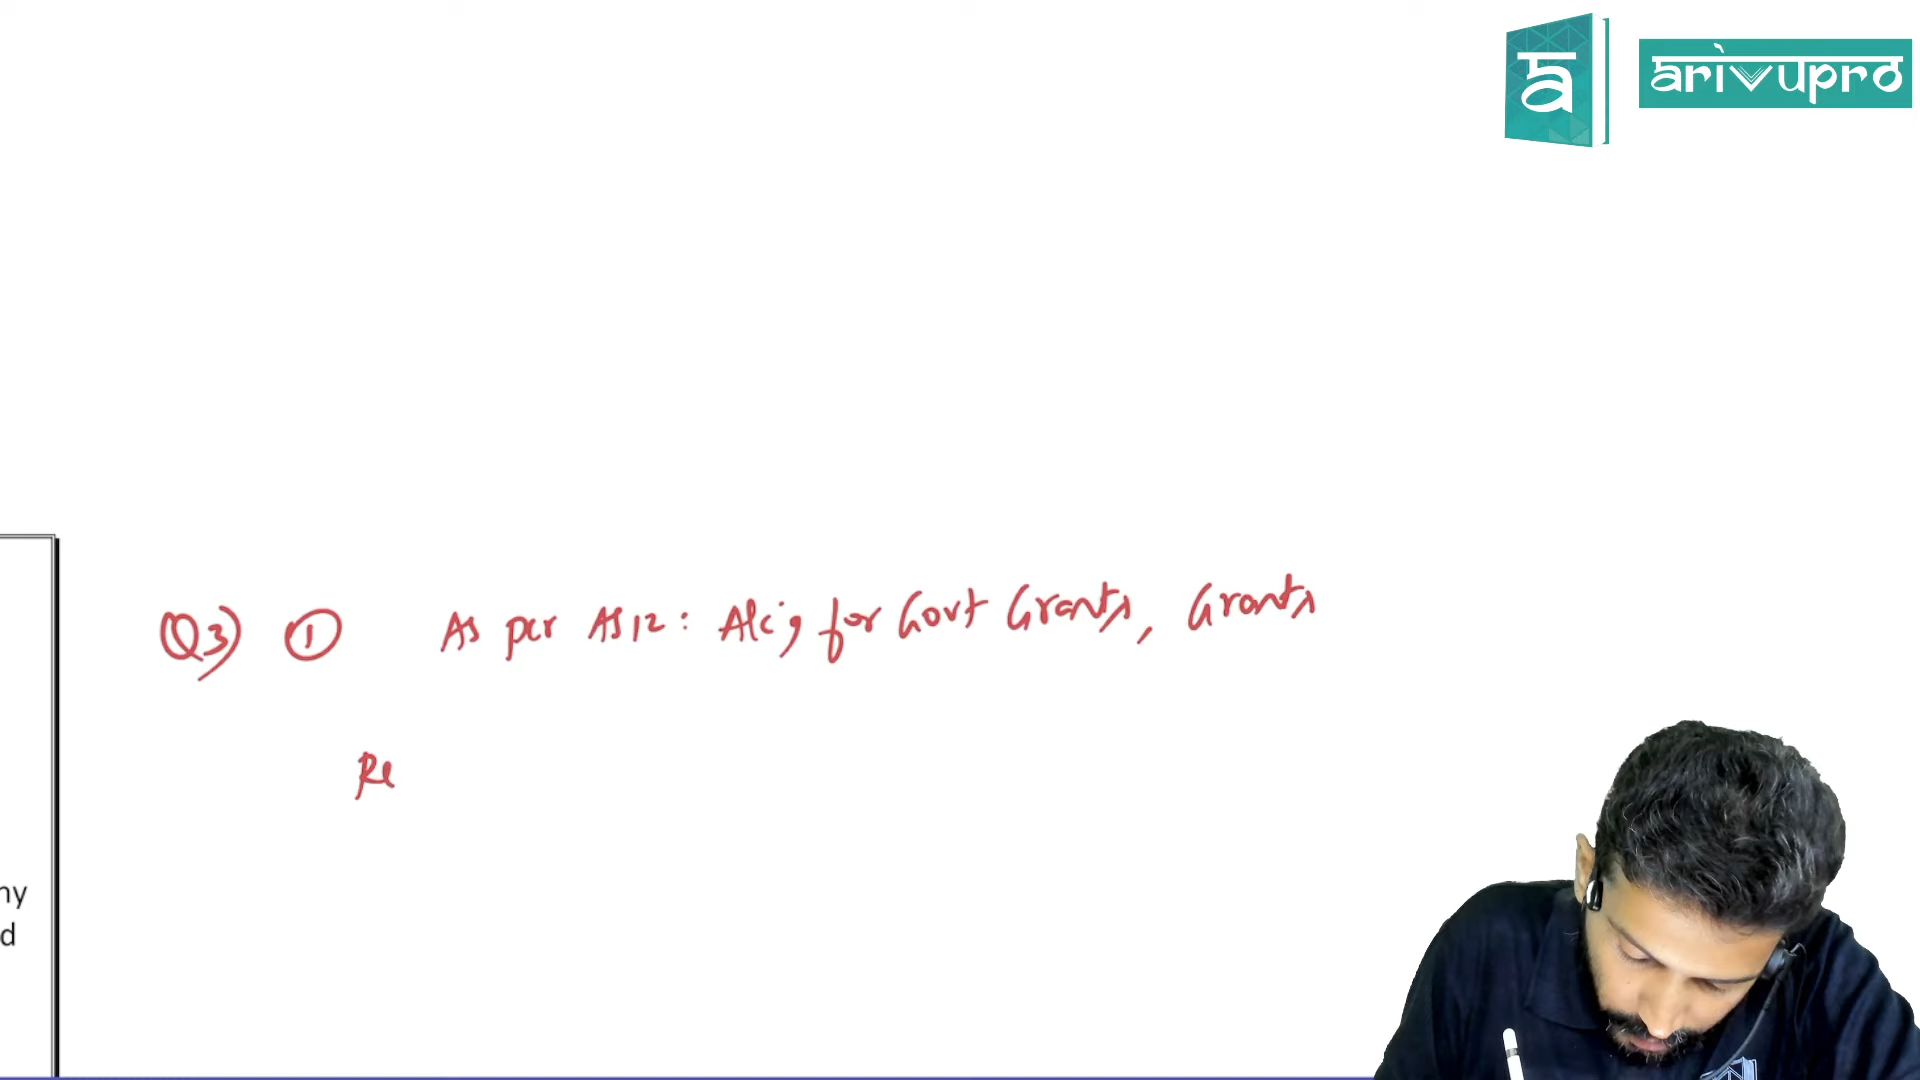 a arivupro
Q3) ① As per AS12: A/c'g for Govt Grants, Grants
Re
ny
d